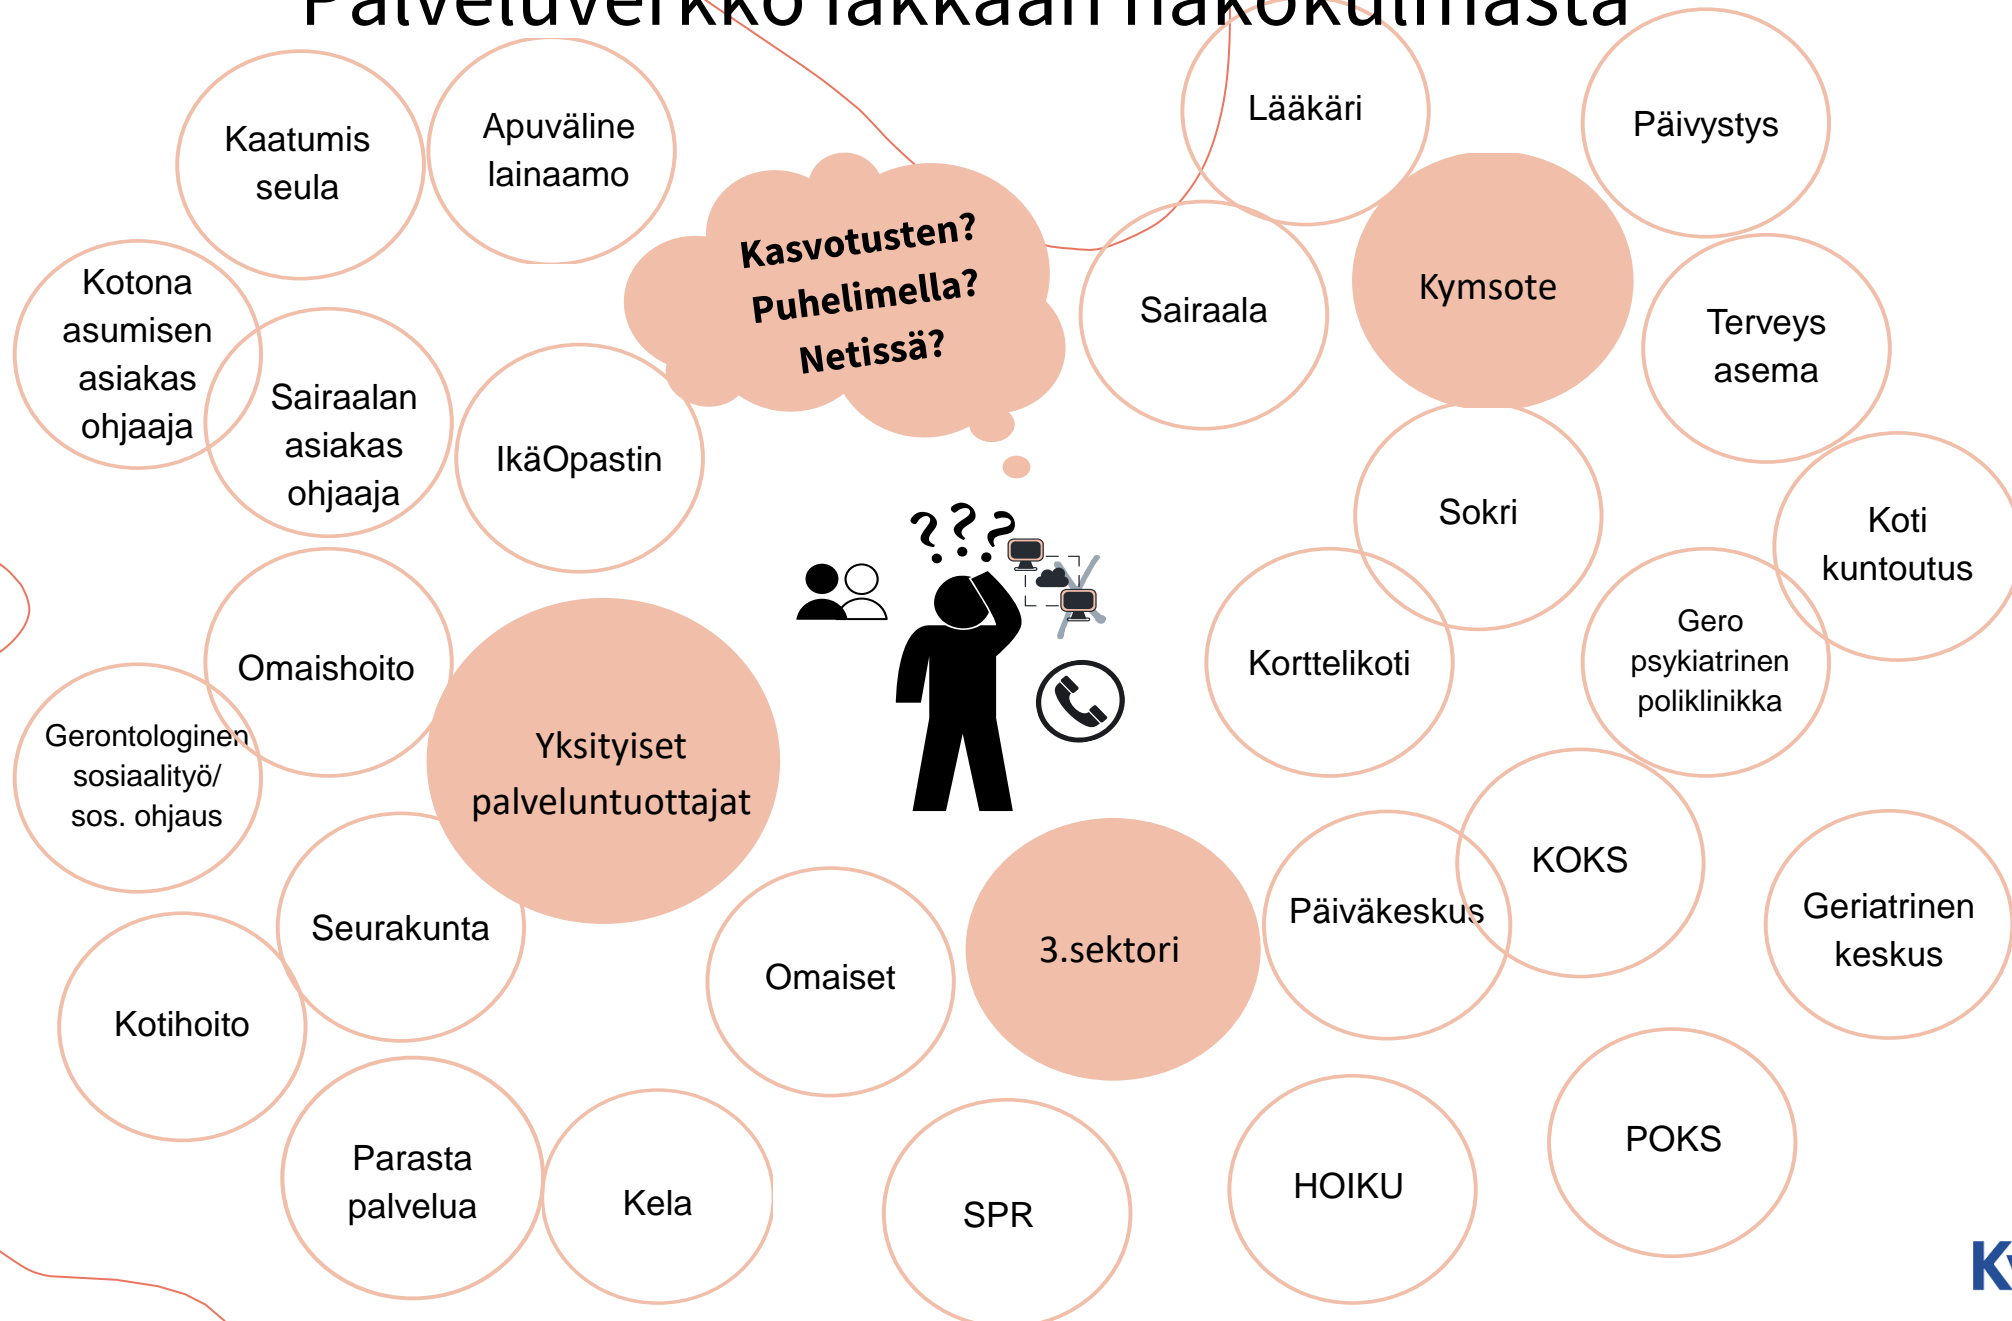 Palveluverkko iäkkään näkökulmasta
Kaatumis
seula
Apuväline
lainaamo
Lääkäri
Päivystys
Kasvotusten?
Puhelimella?
Netissä?
Kotona
asumisen
asiakas
ohjaaja
Sairaalan
asiakas
ohjaaja
IkäOpastin
Sairaala
Kymsote
Terveys
asema
Sokri
Koti
kuntoutus
???
Omaishoito
Korttelikoti
Gero
psykiatrinen
poliklinikka
Gerontologinen
sosiaalityö/
sos. ohjaus
Yksityiset
palveluntuottajat
Seurakunta
Omaiset
3.sektori
Päiväkeskus
KOKS
Geriatrinen
keskus
Kotihoito
Parasta
palvelua
Kela
SPR
HOIKU
POKS